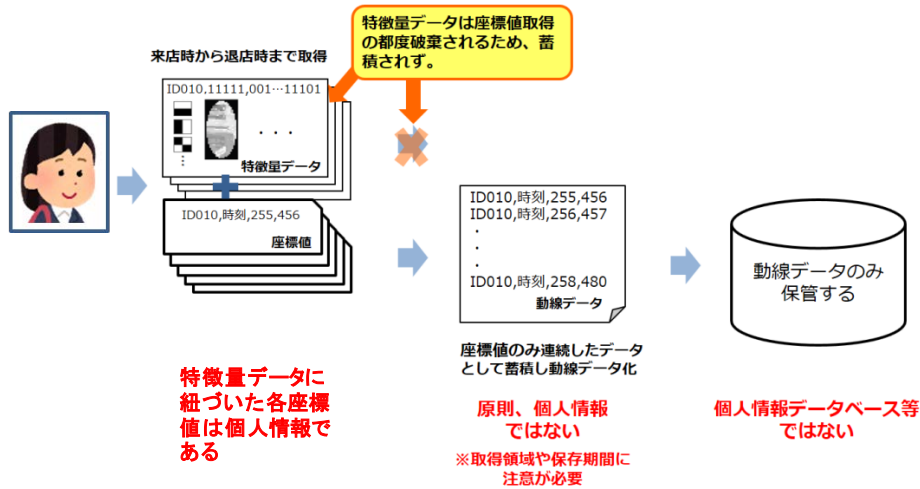 特徴量データは座標値取得
の都度破棄されるため、蓄
積されず。
来店時から退店時まで取得
ID010,11111,001…11101
・・・
⋮
特徴量データ
ID010,時刻,255,456
座標値
ID010,時刻,255,456
ID010,時刻,256,457
・
・
・
ID010,時刻,258,480
動線データ
動線データのみ
保管する
座標値のみ連続したデータ
として蓄積し動線データ化
特徴量データに
紐づいた各座標
値は個人情報で
ある
原則、個人情報
ではない
※取得領域や保存期間に
注意が必要
個人情報データベース等
ではない